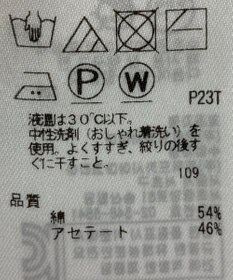 P W
P23T
液温は30℃以下。
中性洗剤(おしゃれ着洗い)を
使用。よくすすぎ、絞りの後す
ぐに干すこと。
109
品質
綿 54%
アセテート 46%